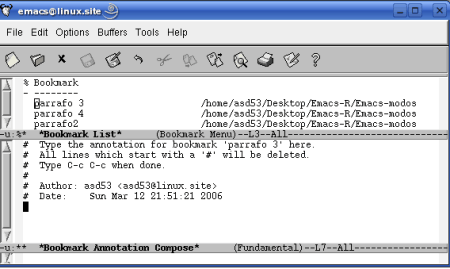 emacs@linux.site
File Edit Options Buffers Tools Help
% Bookmark
- --------
parrafo 3 /home/asd53/Desktop/Emacs-R/Emacs-modos
parrafo 4 /home/asd53/Desktop/Emacs-R/Emacs-modos
parrafo2 /home/asd53/Desktop/Emacs-R/Emacs-modos
-u:%* *Bookmark List* (Bookmark Menu)--L3--All----
# Type the annotation for bookmark 'parrafo 3' here.
# All lines which start with a '#' will be deleted.
# Type C-c C-c when done.
#
# Author: asd53 <asd53@linux.site>
# Date: Sun Mar 12 21:51:21 2006
-u:** *Bookmark Annotation Compose* (Fundamental)--L7--All----